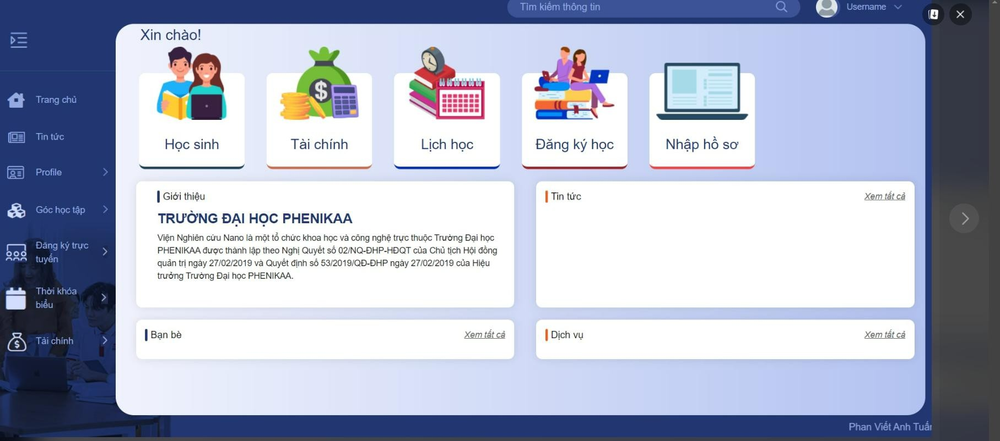 Tìm kiếm thông tin
Username
Xin chào!
Trang chủ
Tin tức
Profile
Góc học tập
Đăng ký trực
tuyến
Thời khóa
biểu
Tài chính
Học sinh
Tài chính
Lịch học
Đăng ký học
Nhập hồ sơ
Giới thiệu
TRƯỜNG ĐẠI HỌC PHENIKAA
Viện Nghiên cứu Nano là một tổ chức khoa học và công nghệ trực thuộc Trường Đại học
PHENIKAA được thành lập theo Nghị Quyết số 02/NQ-ĐHP-HĐQT của Chủ tịch Hội đồng
quản trị ngày 27/02/2019 và Quyết định số 53/2019/QĐ-ĐHP ngày 27/02/2019 của Hiệu
trưởng Trường Đại học PHENIKAA.
Tin tức
Xem tất cả
Bạn bè
Xem tất cả
Dịch vụ
Xem tất cả
Phan Viết Anh Tuấn